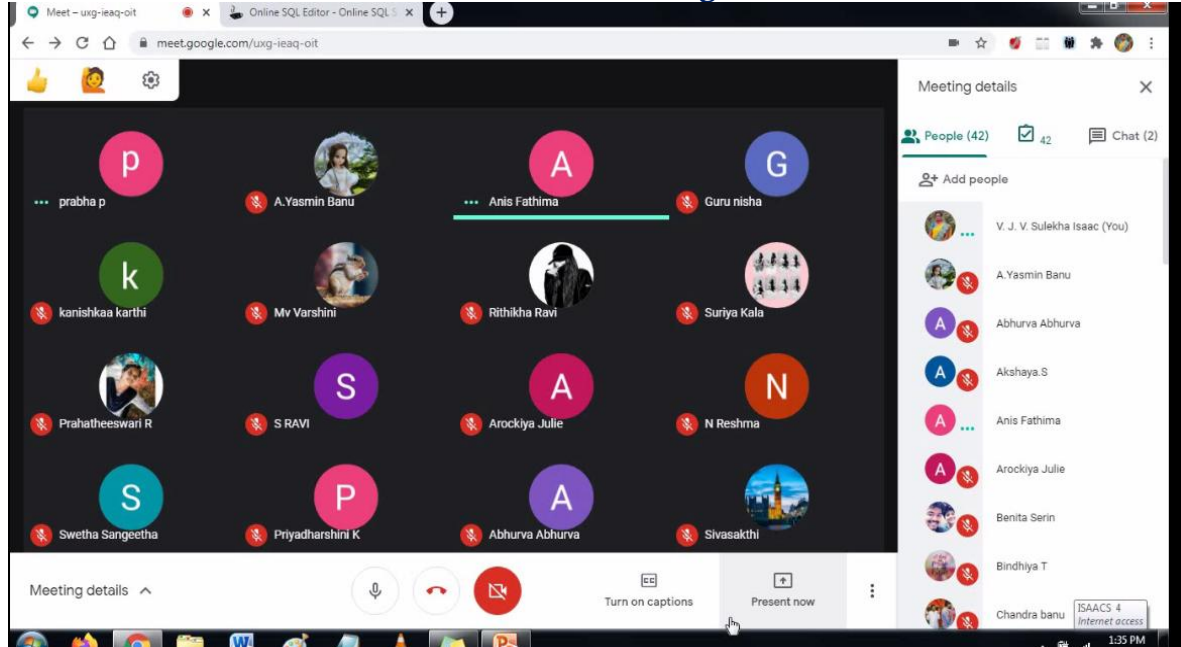 Meet – uxg-ieaq-oit
Online SQL Editor - Online SQL S
meet.google.com/uxg-ieaq-oit
Meeting details
People (42)
42
Chat (2)
Add people
p
A
G
prabha p
A.Yasmin Banu
Anis Fathima
Guru nisha
k
kanishkaa karthi
Mv Varshini
Rithikha Ravi
Suriya Kala
S
A
N
Prahatheeswari R
S RAVI
Arockiya Julie
N Reshma
S
P
A
Swetha Sangeetha
Priyadharshini K
Abhurva Abhurva
Sivasakthi
V. J. V. Sulekha Isaac (You)
A.Yasmin Banu
A
Abhurva Abhurva
A
Akshaya.S
A
Anis Fathima
A
Arockiya Julie
Benita Serin
Bindhiya T
Chandra banu
Meeting details
CC
Turn on captions
Present now
ISAACS 4
Internet access
W
P
1:35 PM